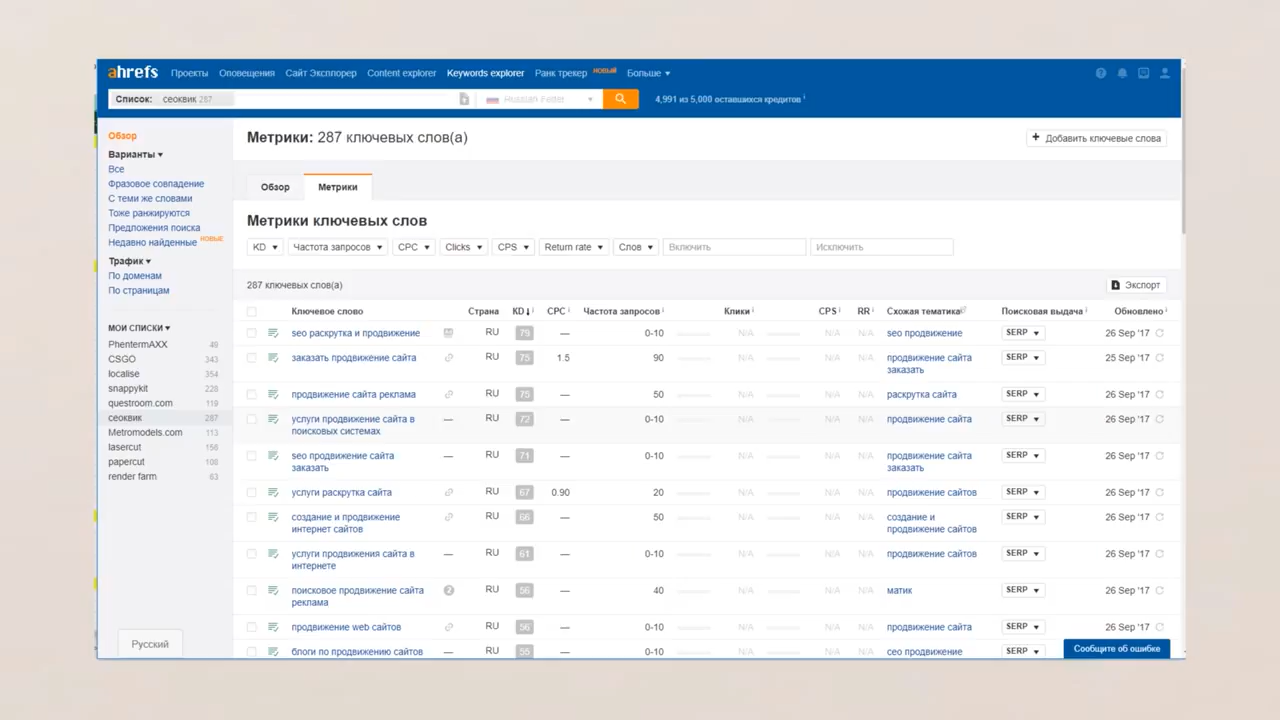 ahrefs Проекты Оповещения Сайт Эксплорер Content explorer Keywords explorer Ранк трекер новый Больше
Список: сеоквик 287 4,991 из 5,000 оставшихся кредитов i
Обзор
Варианты
Все
Фразовое совпадение
С теми же словами
Тоже ранжируются
Предложения поиска
Недавно найденные НОВЫЕ
Трафик
По доменам
По страницам
МОИ СПИСКИ
PhentermAXX 49
CSGO 343
localise 354
snappykit 228
questroom.com 119
сеоквик 287
Metromodels.com 113
lasercut 156
papercut 108
render farm 63
Русский
Метрики: 287 ключевых слов(а)
+ Добавить ключевые слова
Обзор Метрики
Метрики ключевых слов
KD Частота запросов CPC Clicks CPS Return rate Слов Включить Исключить
287 ключевых слов(а) Экспорт
Ключевое слово Страна KD↓ i CPC i Частота запросов i Клики i CPS i RR i Схожая тематика Поисковая выдача i Обновлено i
seo раскрутка и продвижение RU 79 — 0-10 N/A N/A N/A seo продвижение SERP 26 Sep '17
заказать продвижение сайта RU 75 1.5 90 N/A N/A N/A продвижение сайта SERP 25 Sep '17
заказать
продвижение сайта реклама RU 75 — 50 N/A N/A N/A раскрутка сайта SERP 26 Sep '17
услуги продвижение сайта в — RU 72 — 0-10 N/A N/A N/A продвижение сайта SERP 26 Sep '17
поисковых системах
seo продвижение сайта — RU 71 — 0-10 N/A N/A N/A продвижение сайта SERP 26 Sep '17
заказать заказать
услуги раскрутка сайта RU 67 0.90 20 N/A N/A N/A продвижение сайтов SERP 26 Sep '17
создание и продвижение RU 66 — 50 N/A N/A N/A создание и SERP 26 Sep '17
интернет сайтов продвижение сайтов
услуги продвижения сайта в — RU 61 — 0-10 N/A N/A N/A продвижение сайтов SERP 26 Sep '17
интернете
поисковое продвижение сайта 2 RU 56 — 40 N/A N/A N/A матик SERP 26 Sep '17
реклама
продвижение web сайтов RU 56 — 0-10 N/A N/A N/A продвижение сайта SERP 26 Sep '17
блоги по продвижению сайтов — RU 55 — 0-10 N/A N/A N/A сео продвижение SERP 26 Sep '17
Сообщите об ошибке